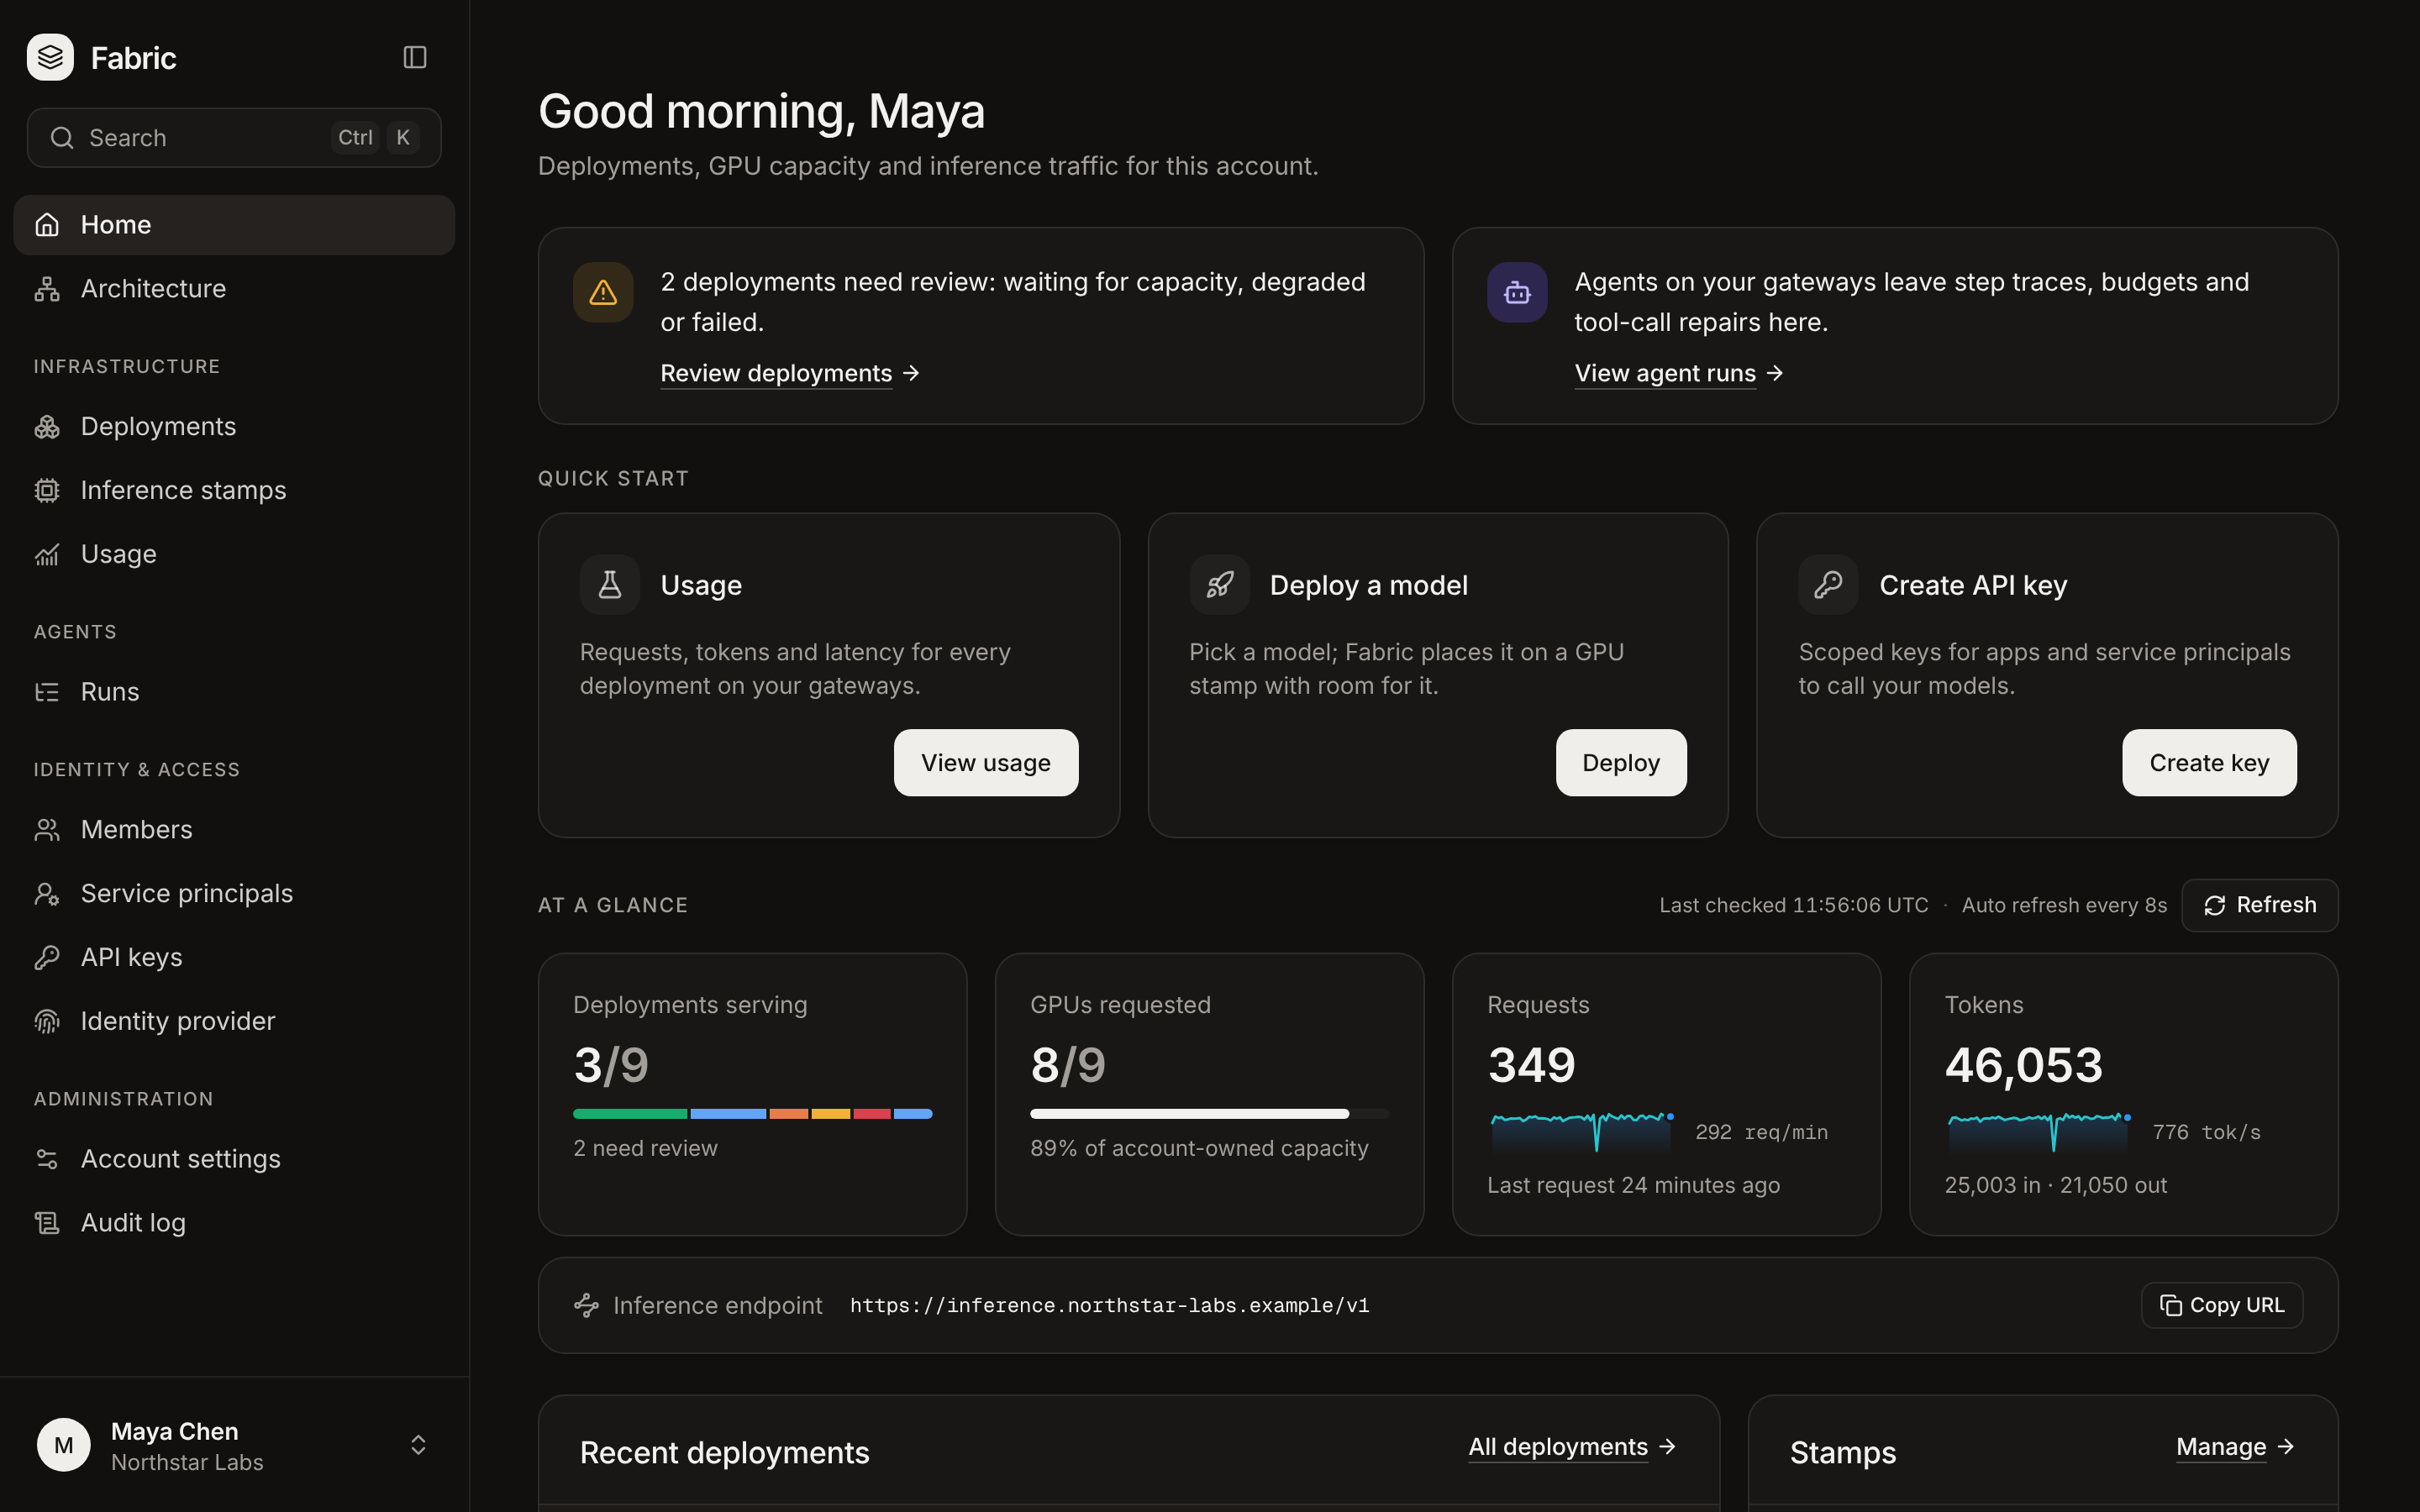 Fabric
Search Ctrl K
Home
Architecture
INFRASTRUCTURE
Deployments
Inference stamps
Usage
AGENTS
Runs
IDENTITY & ACCESS
Members
Service principals
API keys
Identity provider
ADMINISTRATION
Account settings
Audit log
M
Maya Chen
Northstar Labs
Good morning, Maya
Deployments, GPU capacity and inference traffic for this account.
2 deployments need review: waiting for capacity, degraded
or failed.
Review deployments →
Agents on your gateways leave step traces, budgets and
tool-call repairs here.
View agent runs →
QUICK START
Usage
Requests, tokens and latency for every
deployment on your gateways.
View usage
Deploy a model
Pick a model; Fabric places it on a GPU
stamp with room for it.
Deploy
Create API key
Scoped keys for apps and service principals
to call your models.
Create key
AT A GLANCE
Last checked 11:56:06 UTC · Auto refresh every 8s
Refresh
Deployments serving
3/9
2 need review
GPUs requested
8/9
89% of account-owned capacity
Requests
349
292 req/min
Last request 24 minutes ago
Tokens
46,053
776 tok/s
25,003 in · 21,050 out
Inference endpoint https://inference.northstar-labs.example/v1
Copy URL
Recent deployments
All deployments →
Stamps
Manage →